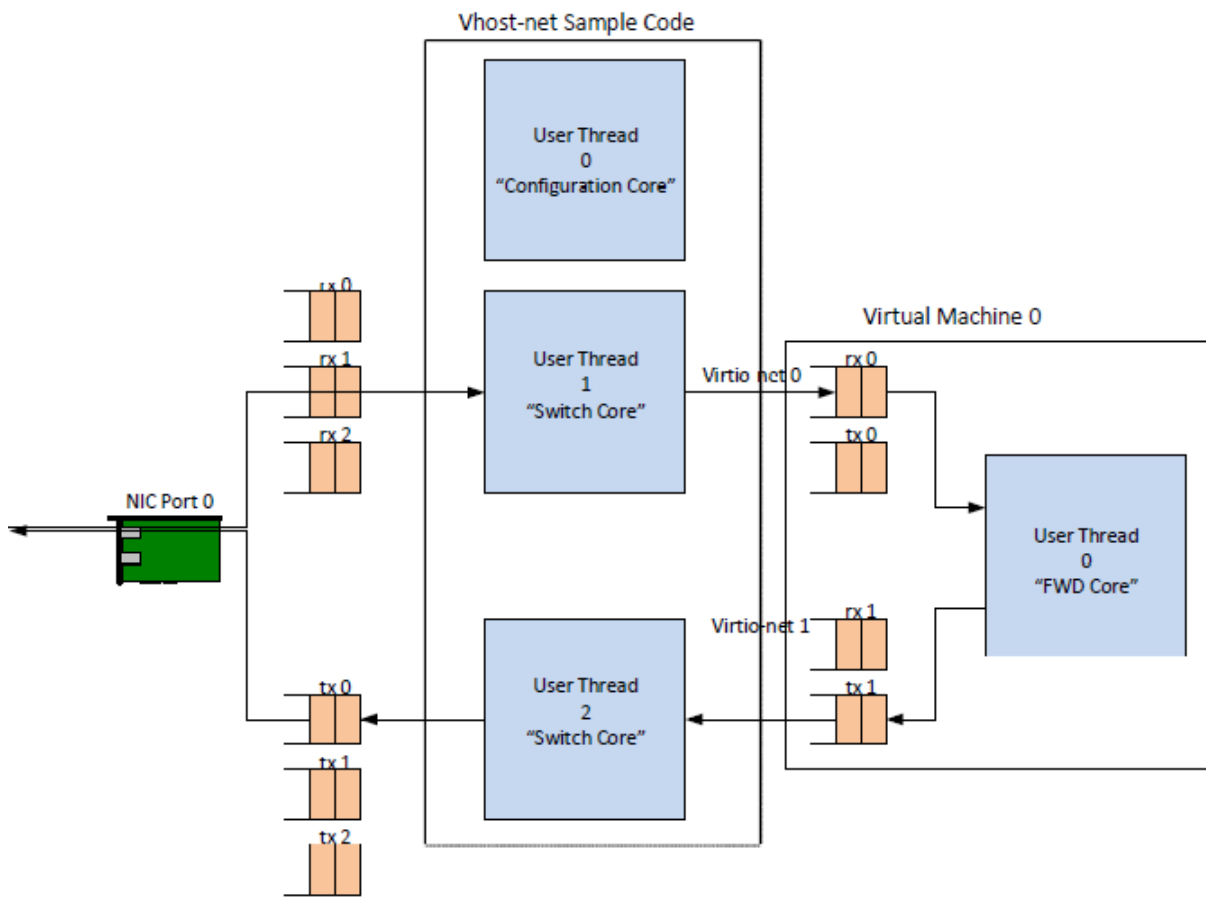 Vhost-net Sample Code
User Thread
0
“Configuration Core”
rx 0
rx 1
rx 2
User Thread
1
“Switch Core”
Virtio-net 0
Virtual Machine 0
rx 0
tx 0
NIC Port 0
User Thread
0
“FWD Core”
rx 1
Virtio-net 1
tx 1
User Thread
2
“Switch Core”
tx 0
tx 1
tx 2